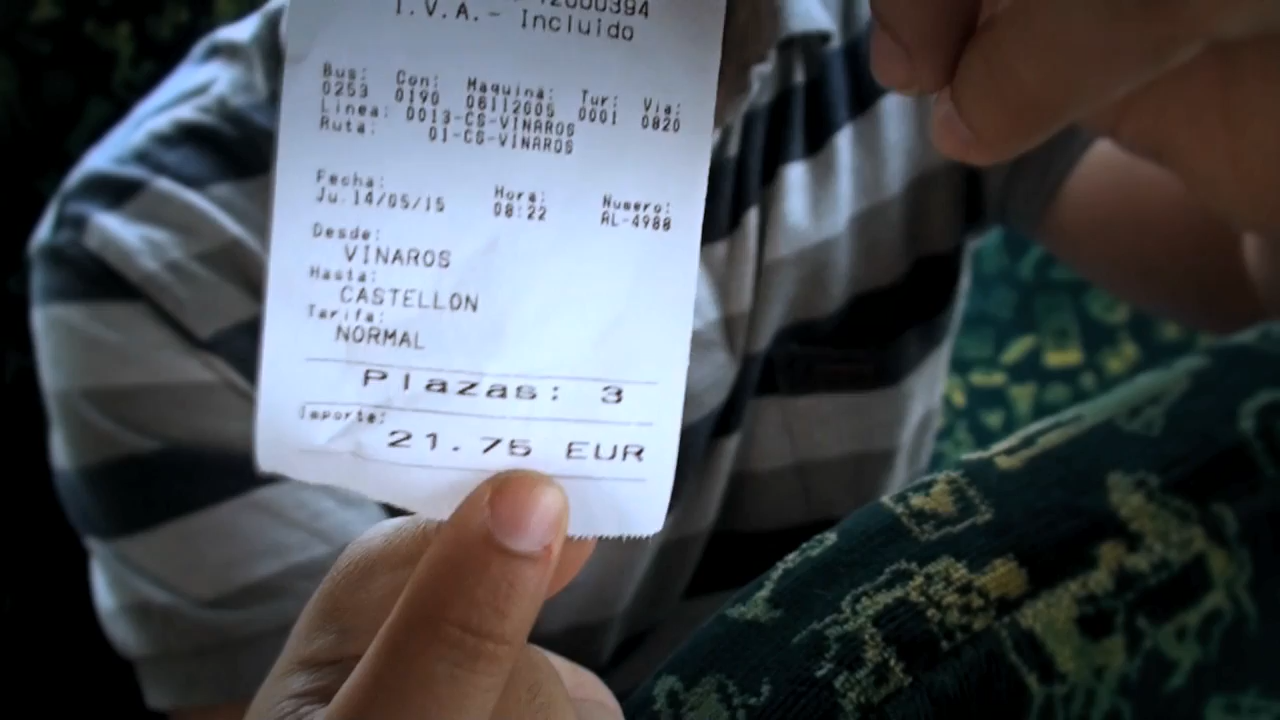 12000394
I.V.A.- Incluido
Bus: Con: Maquina: Tur: Via:
0253 0190 06112005 0001 0820
Linea: 0013-CS-VINAROS
Ruta: 01-CS-VINAROS
Fecha: Hora: Numero:
Ju.14/05/15 08:22 AL-4988
Desde:
VINAROS
Hasta:
CASTELLON
Tarifa:
NORMAL
Plazas: 3
Importe:
21.75 EUR